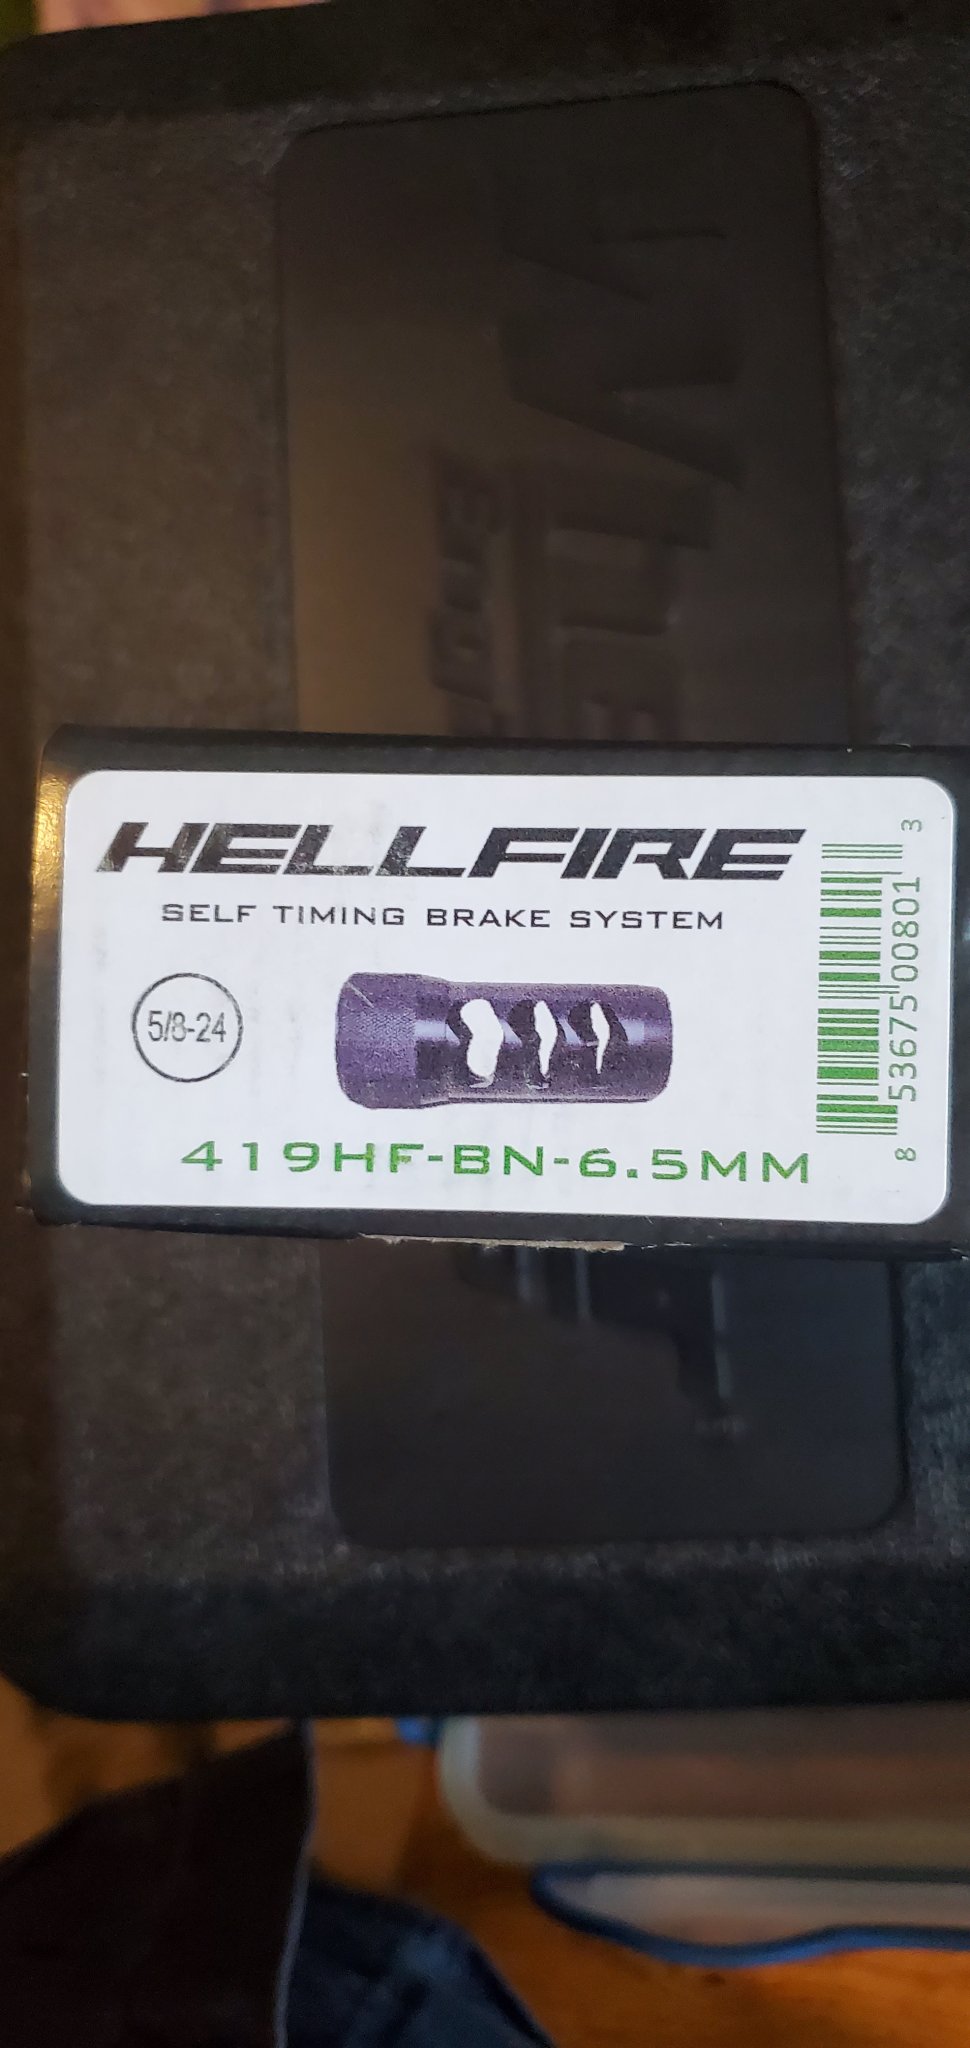 HELLFIRE
SELF TIMING BRAKE SYSTEM
5/8-24
419HF-BN-6.5MM
8 53675 00801 3